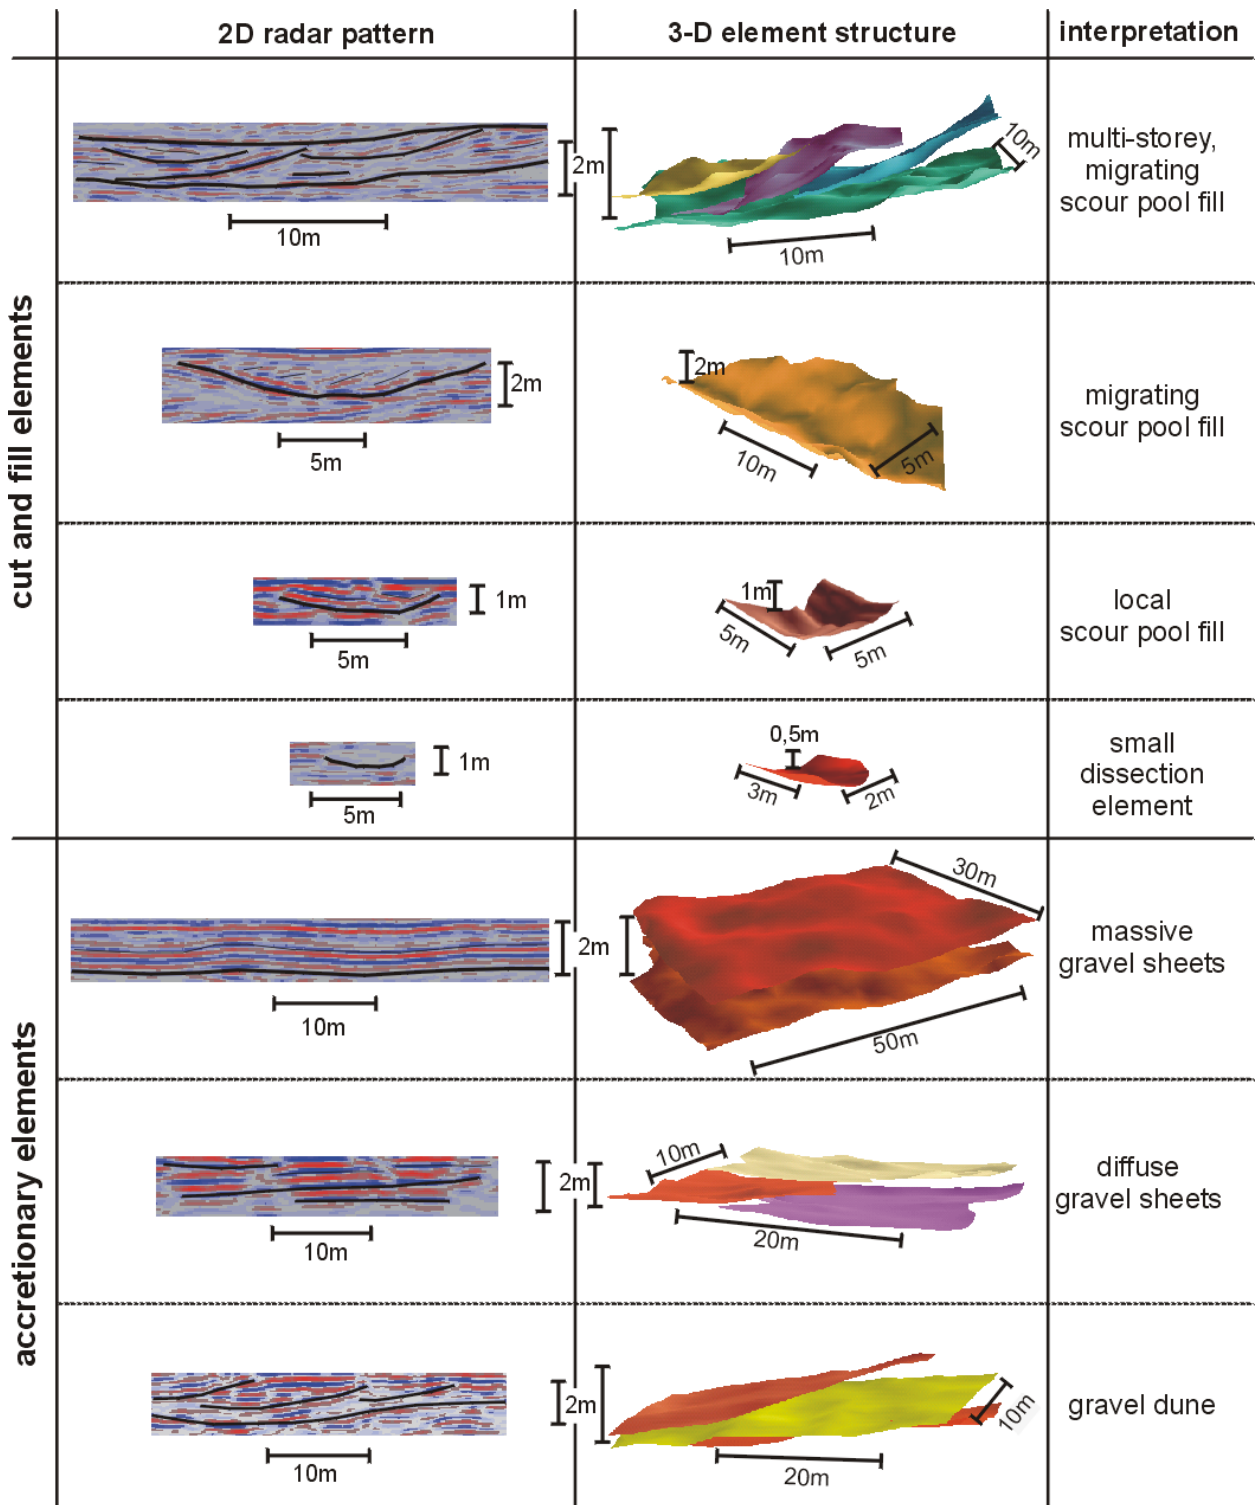 2D radar pattern
3-D element structure
interpretation
cut and fill elements
2m
10m
2m
10m
10m
multi-storey,
migrating
scour pool fill
2m
5m
2m
10m
5m
migrating
scour pool fill
1m
5m
1m
5m
5m
local
scour pool fill
1m
5m
0,5m
3m
2m
small
dissection
element
accretionary elements
2m
10m
30m
50m
massive
gravel sheets
2m
10m
10m
20m
diffuse
gravel sheets
2m
10m
2m
10m
20m
gravel dune